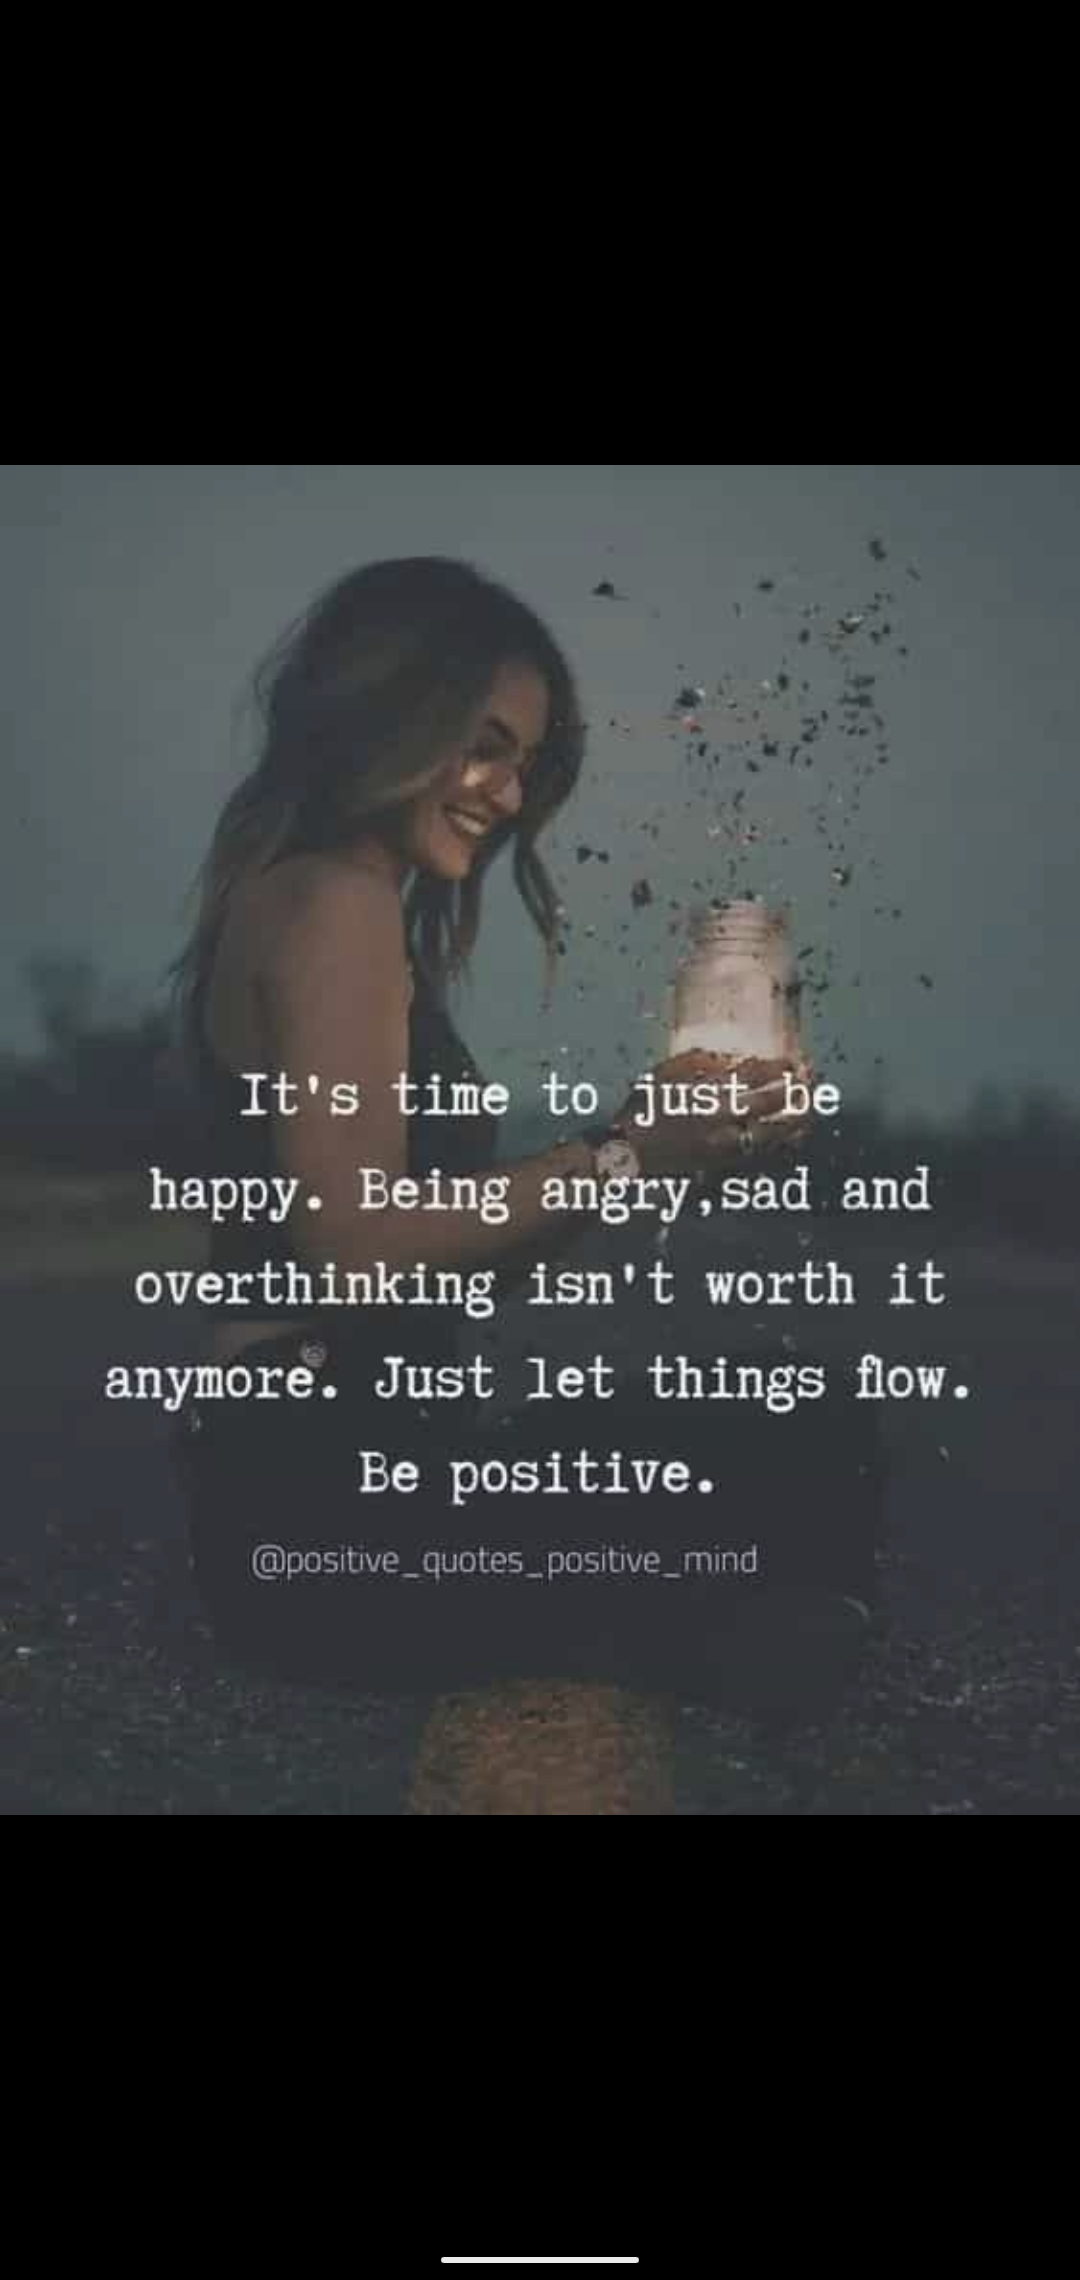 It's time to just be
happy. Being angry,sad and
overthinking isn't worth it
anymore. Just let things flow.
Be positive.
@positive_quotes_positive_mind